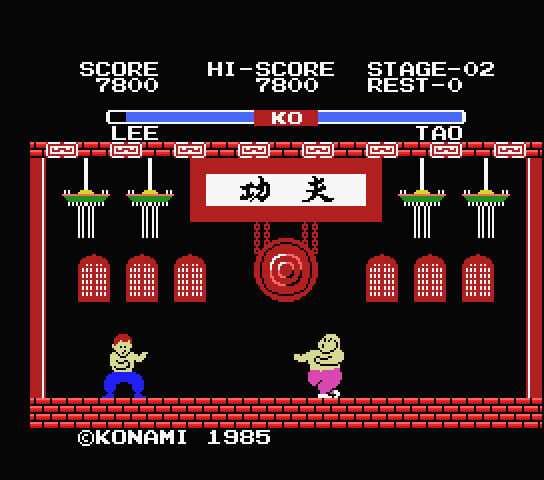 SCORE HI-SCORE STAGE-02
7800 7800 REST-0
KO
LEE TAO
功 夫
©KONAMI 1985